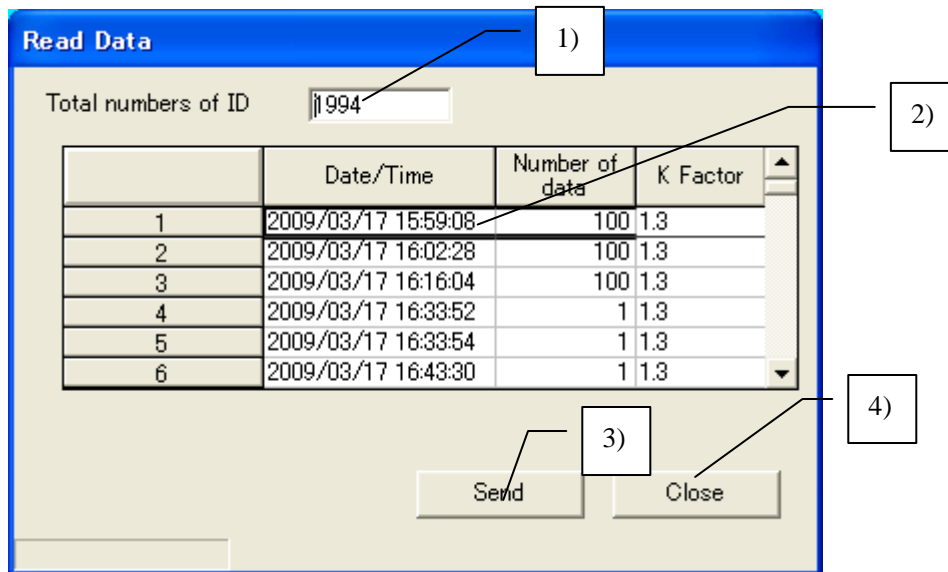 Read Data
1)
Total numbers of ID 1994
2)
Date/Time Number of data K Factor
1 2009/03/17 15:59:08 100 1.3
2 2009/03/17 16:02:28 100 1.3
3 2009/03/17 16:16:04 100 1.3
4 2009/03/17 16:33:52 1 1.3
5 2009/03/17 16:33:54 1 1.3
6 2009/03/17 16:43:30 1 1.3
4)
3)
Send Close